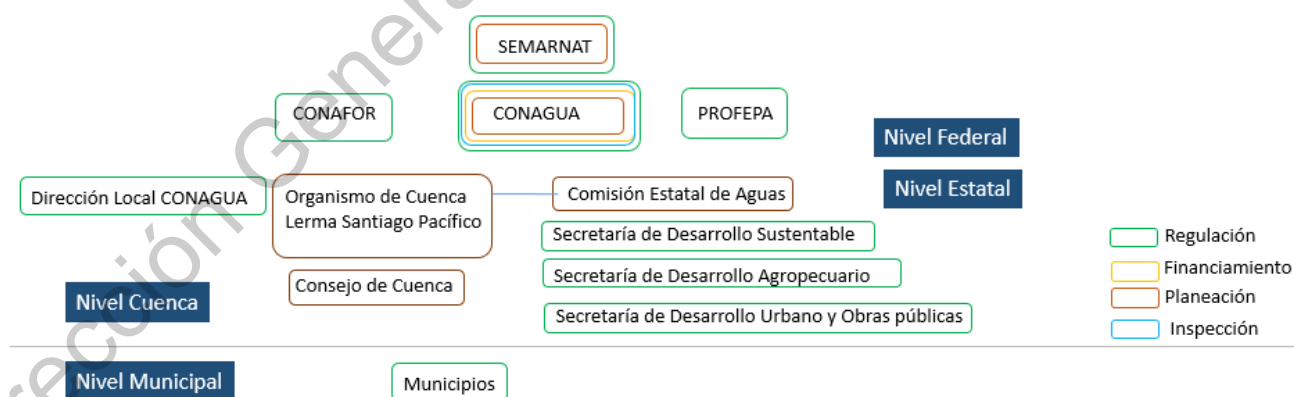 SEMARNAT
CONAFOR
CONAGUA
PROFEPA
Nivel Federal
Dirección Local CONAGUA
Organismo de Cuenca
Lerma Santiago Pacífico
Comisión Estatal de Aguas
Nivel Estatal
Secretaría de Desarrollo Sustentable
Secretaría de Desarrollo Agropecuario
Secretaría de Desarrollo Urbano y Obras públicas
Consejo de Cuenca
Nivel Cuenca
Regulación
Financiamiento
Planeación
Inspección
Nivel Municipal
Municipios